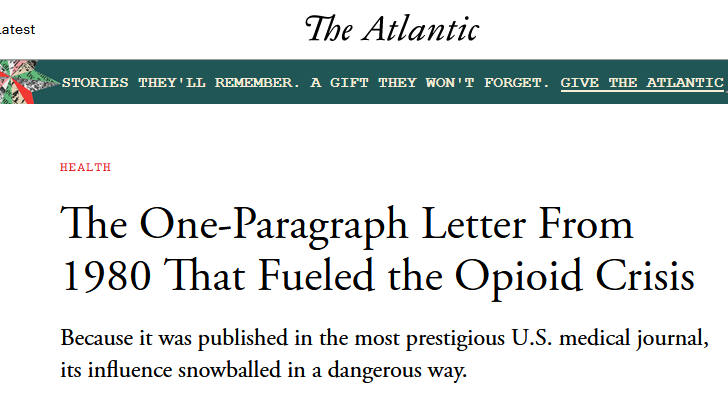 Latest
The Atlantic
STORIES THEY'LL REMEMBER. A GIFT THEY WON'T FORGET. GIVE THE ATLANTIC
HEALTH
The One-Paragraph Letter From
1980 That Fueled the Opioid Crisis
Because it was published in the most prestigious U.S. medical journal,
its influence snowballed in a dangerous way.